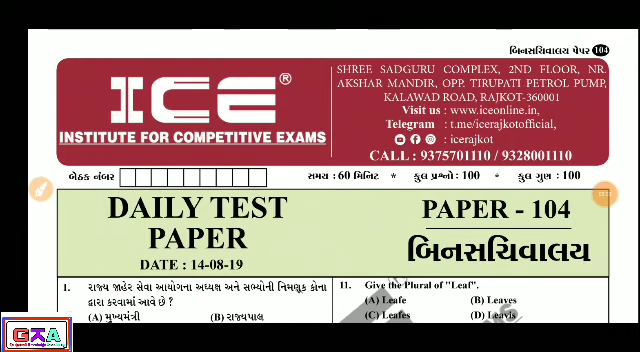 બિનસચિવાલય પેપર 104
ICE®
INSTITUTE FOR COMPETITIVE EXAMS
SHREE SADGURU COMPLEX, 2ND FLOOR, NR.
AKSHAR MANDIR, OPP. TIRUPATI PETROL PUMP,
KALAWAD ROAD, RAJKOT-360001
Visit us : www.iceonline.in,
Telegram : t.me/icerajkotofficial,
: icerajkot
CALL : 9375701110 / 9328001110
બેઠક નંબર
સમય : 60 મિનિટ * કુલ પ્રશ્નો : 100 * કુલ ગુણ : 100
DAILY TEST
PAPER
DATE : 14-08-19
PAPER - 104
બિનસચિવાલય
1. રાજ્ય જાહેર સેવા આયોગના અધ્યક્ષ અને સભ્યોની નિમણૂક કોના
દ્વારા કરવામાં આવે છે ?
(A) મુખ્યમંત્રી (B) રાજ્યપાલ
11. Give the Plural of "Leaf".
(A) Leafe (B) Leaves
(C) Leafes (D) Leavis
GKA